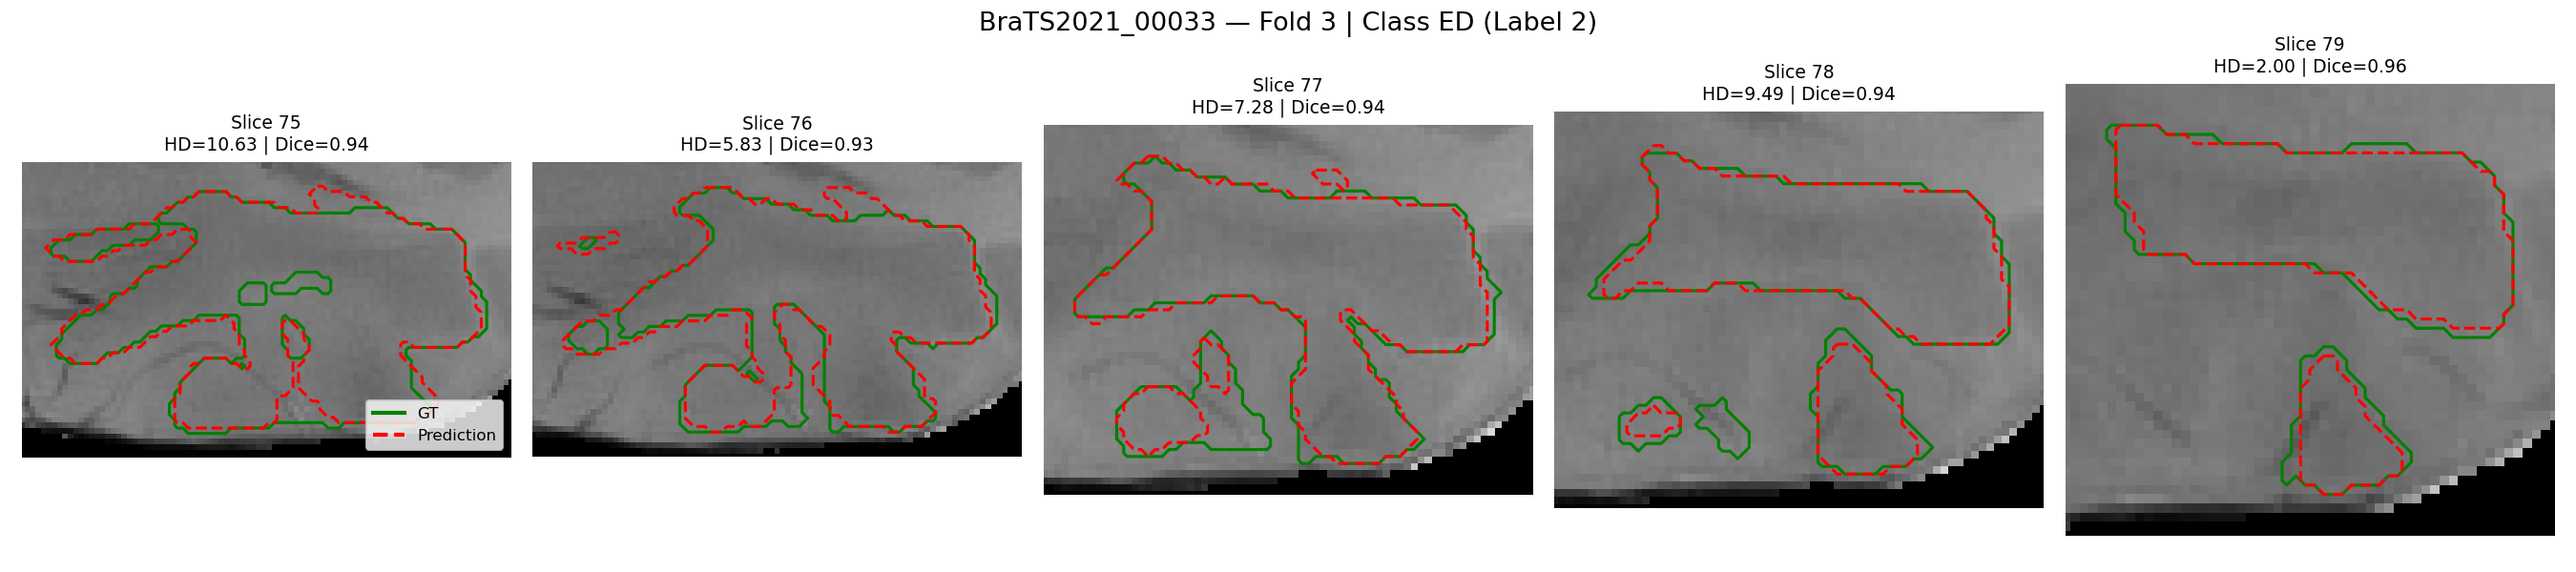 BraTS2021_00033 — Fold 3 | Class ED (Label 2)
Slice 75
HD=10.63 | Dice=0.94
Slice 76
HD=5.83 | Dice=0.93
Slice 77
HD=7.28 | Dice=0.94
Slice 78
HD=9.49 | Dice=0.94
Slice 79
HD=2.00 | Dice=0.96
GT
Prediction